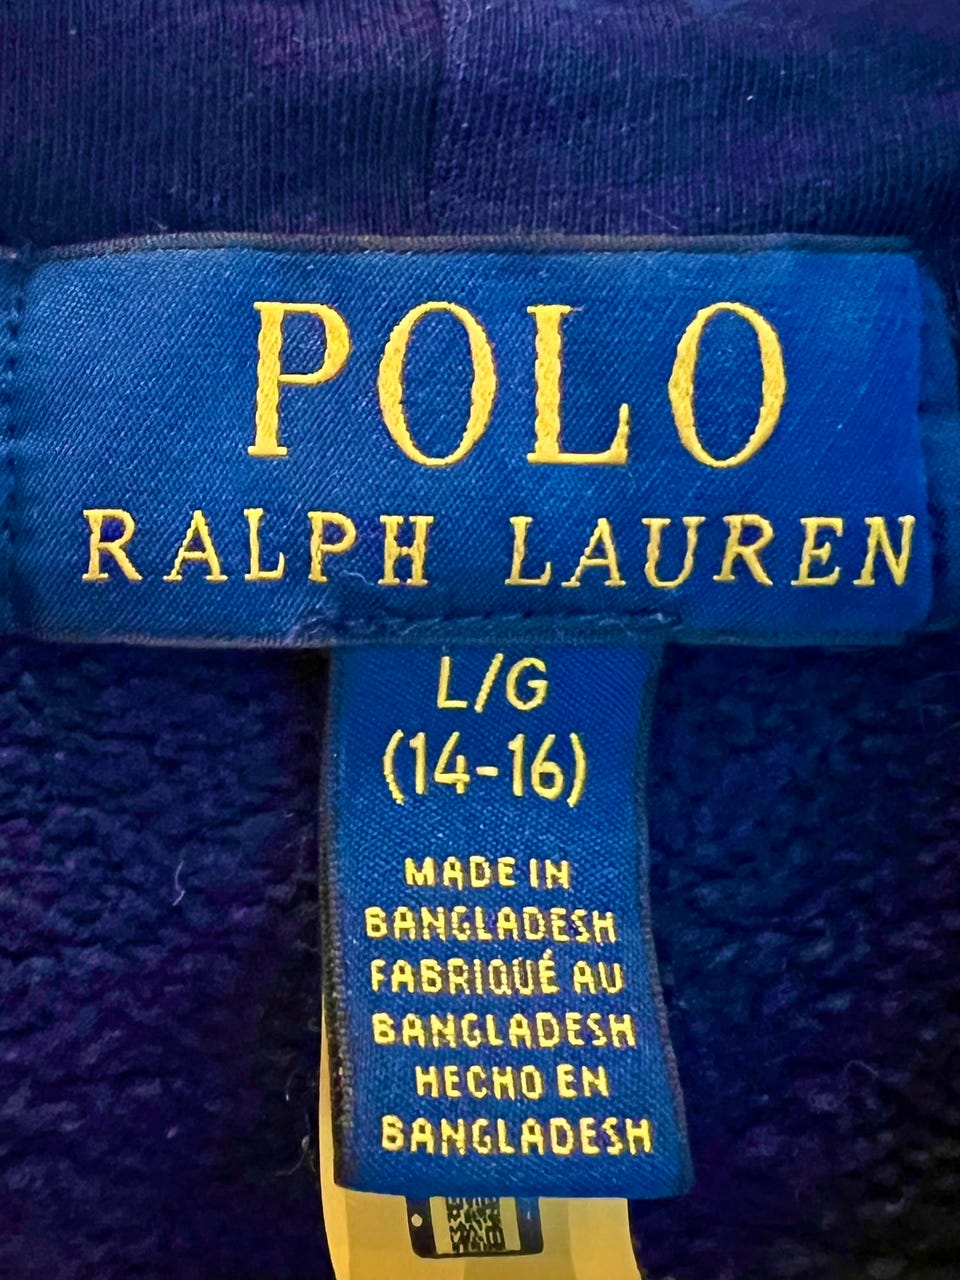 POLO
RALPH LAUREN
L/G
(14-16)
MADE IN
BANGLADESH
FABRIQUÉ AU
BANGLADESH
HECHO EN
BANGLADESH